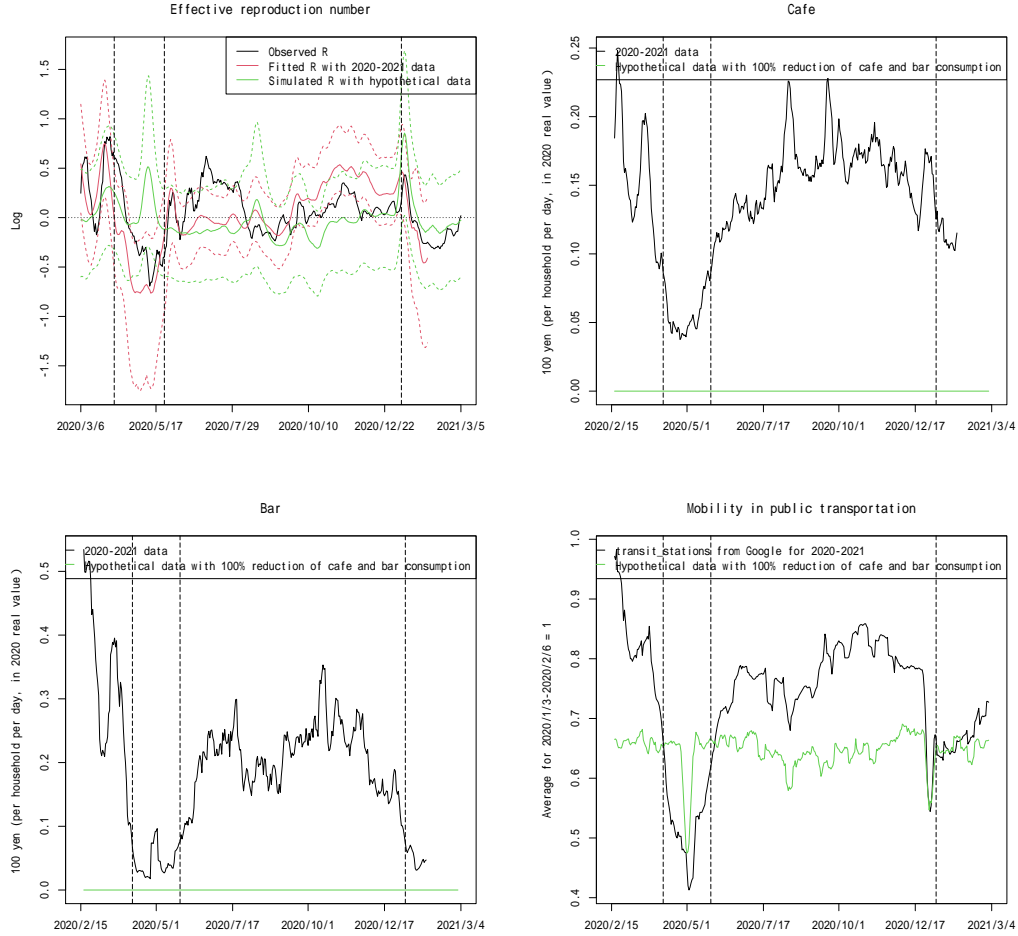 Effective reproduction number
Observed R
Fitted R with 2020-2021 data
Simulated R with hypothetical data
Log
1.5
1.0
0.5
0.0
-0.5
-1.0
-1.5
2020/3/6 2020/5/17 2020/7/29 2020/10/10 2020/12/22 2021/3/5
Cafe
2020-2021 data
Hypothetical data with 100% reduction of cafe and bar consumption
100 yen (per household per day, in 2020 real value)
0.25
0.20
0.15
0.10
0.05
0.00
2020/2/15 2020/5/1 2020/7/17 2020/10/1 2020/12/17 2021/3/4
Bar
2020-2021 data
Hypothetical data with 100% reduction of cafe and bar consumption
100 yen (per household per day, in 2020 real value)
0.5
0.4
0.3
0.2
0.1
0.0
2020/2/15 2020/5/1 2020/7/17 2020/10/1 2020/12/17 2021/3/4
Mobility in public transportation
transit_stations from Google for 2020-2021
Hypothetical data with 100% reduction of cafe and bar consumption
Average for 2020/1/3-2020/2/6 = 1
1.0
0.9
0.8
0.7
0.6
0.5
0.4
2020/2/15 2020/5/1 2020/7/17 2020/10/1 2020/12/17 2021/3/4